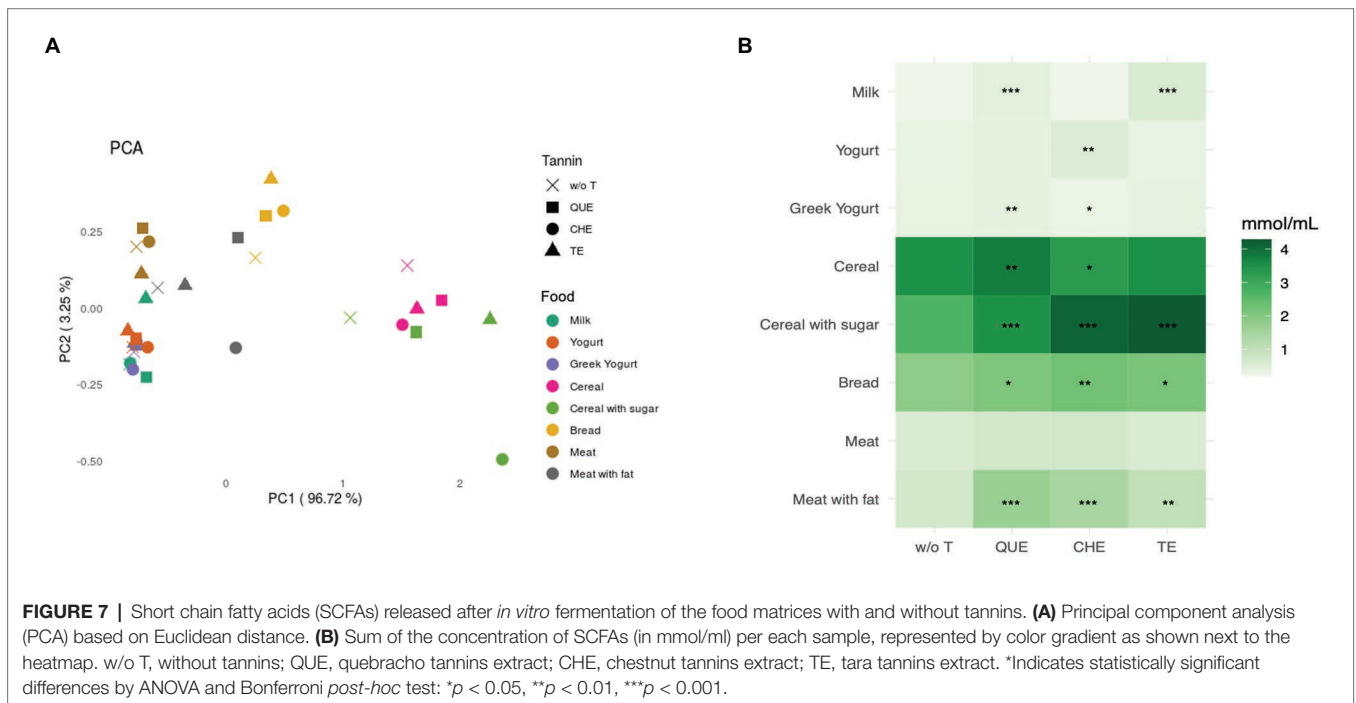 A
PCA
PC2 ( 3.25 %)
0.25
0.00
-0.25
-0.50
0
1
2
PC1 ( 96.72 %)
Tannin
w/o T
QUE
CHE
TE
Food
Milk
Yogurt
Greek Yogurt
Cereal
Cereal with sugar
Bread
Meat
Meat with fat
B
Milk *** ***
Yogurt **
Greek Yogurt ** *
Cereal ** *
Cereal with sugar *** *** ***
Bread * ** *
Meat
Meat with fat *** *** **
w/o T QUE CHE TE
mmol/mL
4
3
2
1
FIGURE 7 | Short chain fatty acids (SCFAs) released after in vitro fermentation of the food matrices with and without tannins. (A) Principal component analysis
(PCA) based on Euclidean distance. (B) Sum of the concentration of SCFAs (in mmol/ml) per each sample, represented by color gradient as shown next to the
heatmap. w/o T, without tannins; QUE, quebracho tannins extract; CHE, chestnut tannins extract; TE, tara tannins extract. *Indicates statistically significant
differences by ANOVA and Bonferroni post-hoc test: *p < 0.05, **p < 0.01, ***p < 0.001.